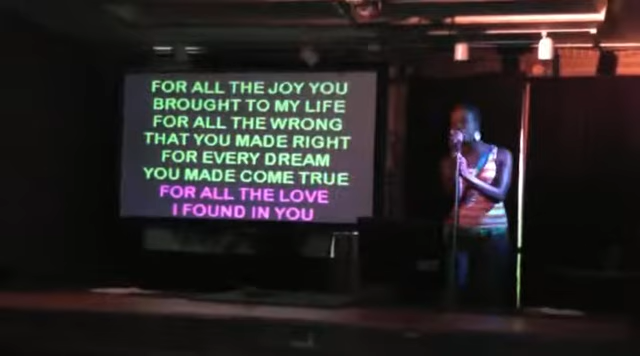 FOR ALL THE JOY YOU
BROUGHT TO MY LIFE
FOR ALL THE WRONG
THAT YOU MADE RIGHT
FOR EVERY DREAM
YOU MADE COME TRUE
FOR ALL THE LOVE
I FOUND IN YOU